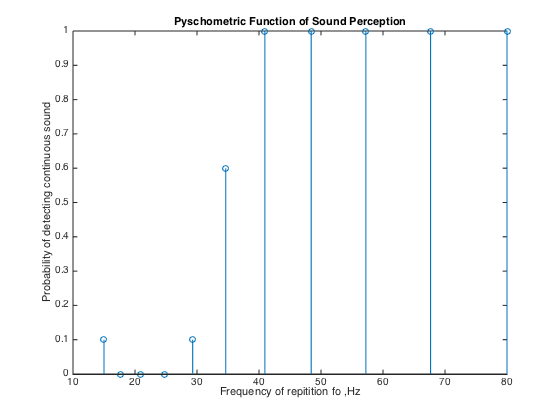 Pyschometric Function of Sound Perception
Probability of detecting continuous sound
1
0.9
0.8
0.7
0.6
0.5
0.4
0.3
0.2
0.1
0
10 20 30 40 50 60 70 80
Frequency of repitition fo ,Hz